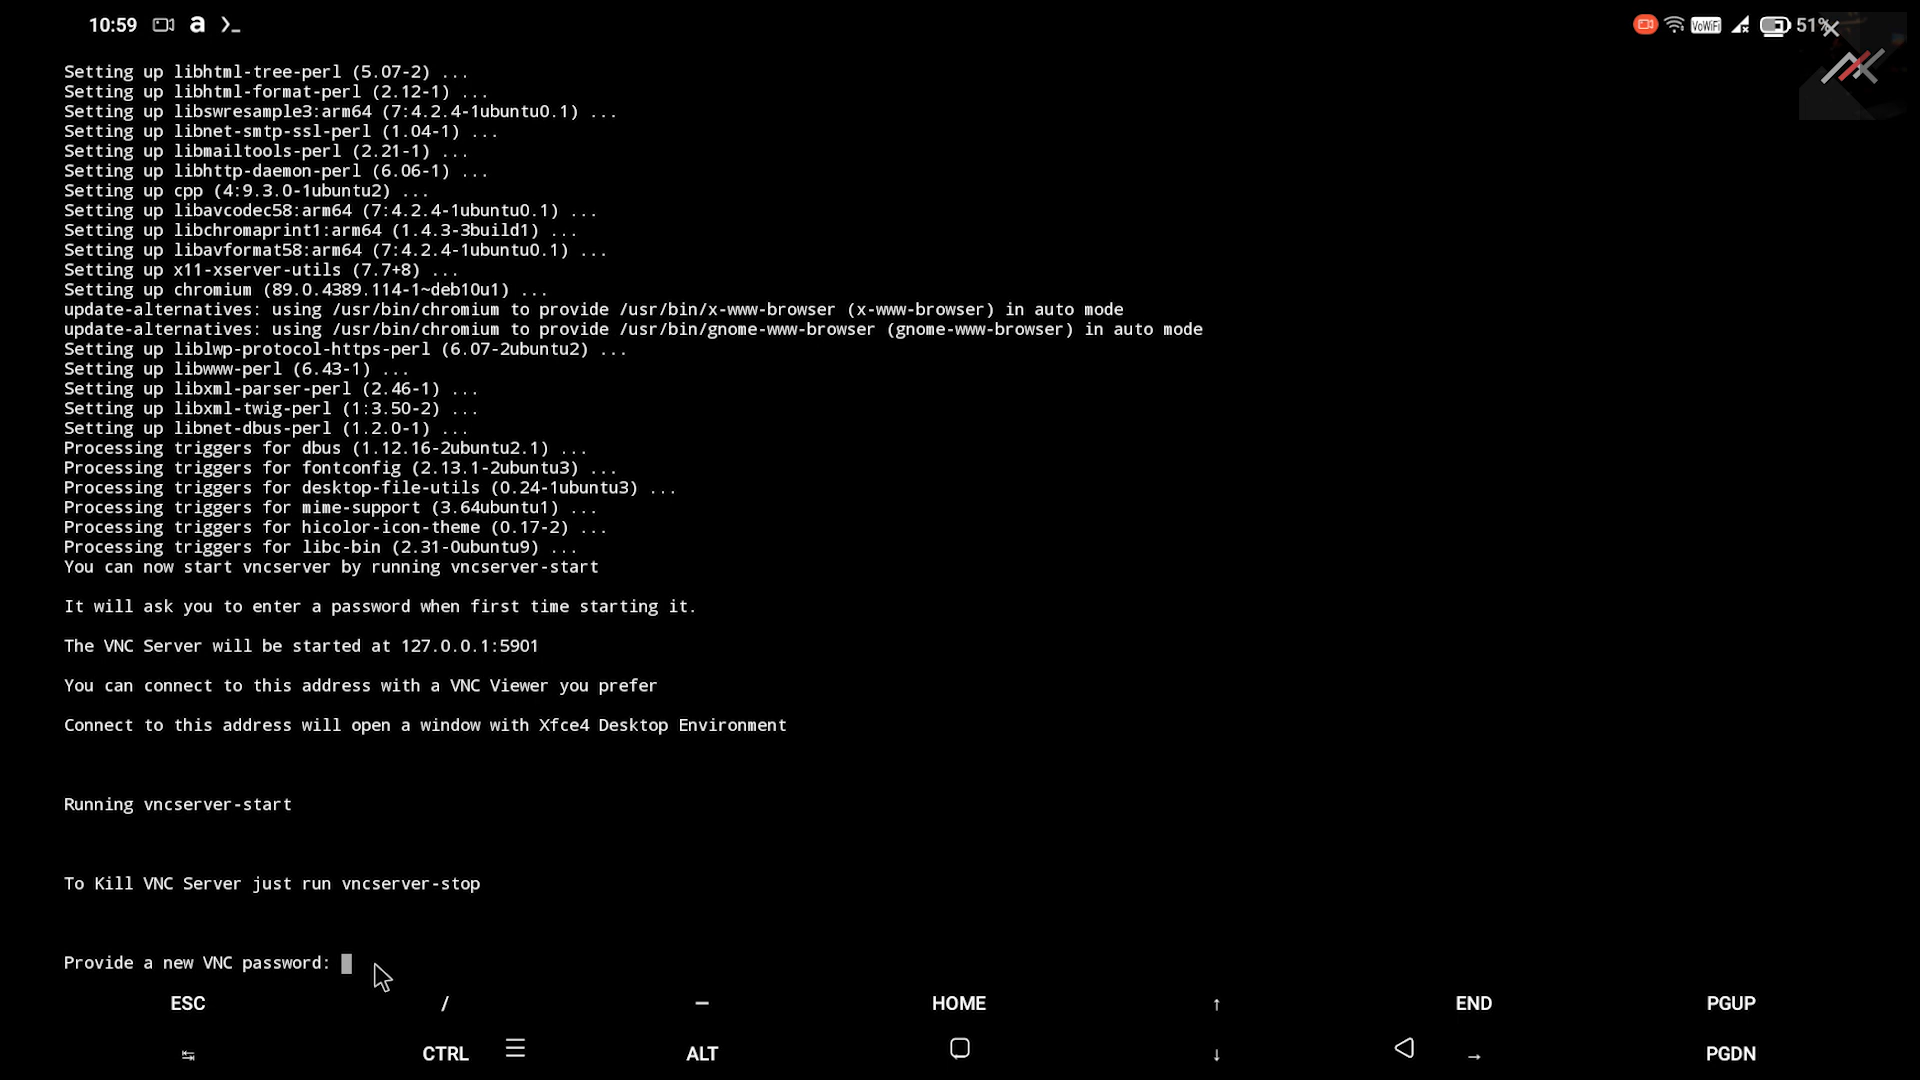 10:59 a >_ VoWiFi 51%
Setting up libhtml-tree-perl (5.07-2) ...
Setting up libhtml-format-perl (2.12-1) ...
Setting up libswresample3:arm64 (7:4.2.4-1ubuntu0.1) ...
Setting up libnet-smtp-ssl-perl (1.04-1) ...
Setting up libmailtools-perl (2.21-1) ...
Setting up libhttp-daemon-perl (6.06-1) ...
Setting up cpp (4:9.3.0-1ubuntu2) ...
Setting up libavcodec58:arm64 (7:4.2.4-1ubuntu0.1) ...
Setting up libchromaprint1:arm64 (1.4.3-3build1) ...
Setting up libavformat58:arm64 (7:4.2.4-1ubuntu0.1) ...
Setting up x11-xserver-utils (7.7+8) ...
Setting up chromium (89.0.4389.114-1~deb10u1) ...
update-alternatives: using /usr/bin/chromium to provide /usr/bin/x-www-browser (x-www-browser) in auto mode
update-alternatives: using /usr/bin/chromium to provide /usr/bin/gnome-www-browser (gnome-www-browser) in auto mode
Setting up liblwp-protocol-https-perl (6.07-2ubuntu2) ...
Setting up libwww-perl (6.43-1) ...
Setting up libxml-parser-perl (2.46-1) ...
Setting up libxml-twig-perl (1:3.50-2) ...
Setting up libnet-dbus-perl (1.2.0-1) ...
Processing triggers for dbus (1.12.16-2ubuntu2.1) ...
Processing triggers for fontconfig (2.13.1-2ubuntu3) ...
Processing triggers for desktop-file-utils (0.24-1ubuntu3) ...
Processing triggers for mime-support (3.64ubuntu1) ...
Processing triggers for hicolor-icon-theme (0.17-2) ...
Processing triggers for libc-bin (2.31-0ubuntu9) ...
You can now start vncserver by running vncserver-start
It will ask you to enter a password when first time starting it.
The VNC Server will be started at 127.0.0.1:5901
You can connect to this address with a VNC Viewer you prefer
Connect to this address will open a window with Xfce4 Desktop Environment
Running vncserver-start
To Kill VNC Server just run vncserver-stop
Provide a new VNC password:
ESC / – HOME ↑ END PGUP
↹ CTRL ALT ↓ → PGDN